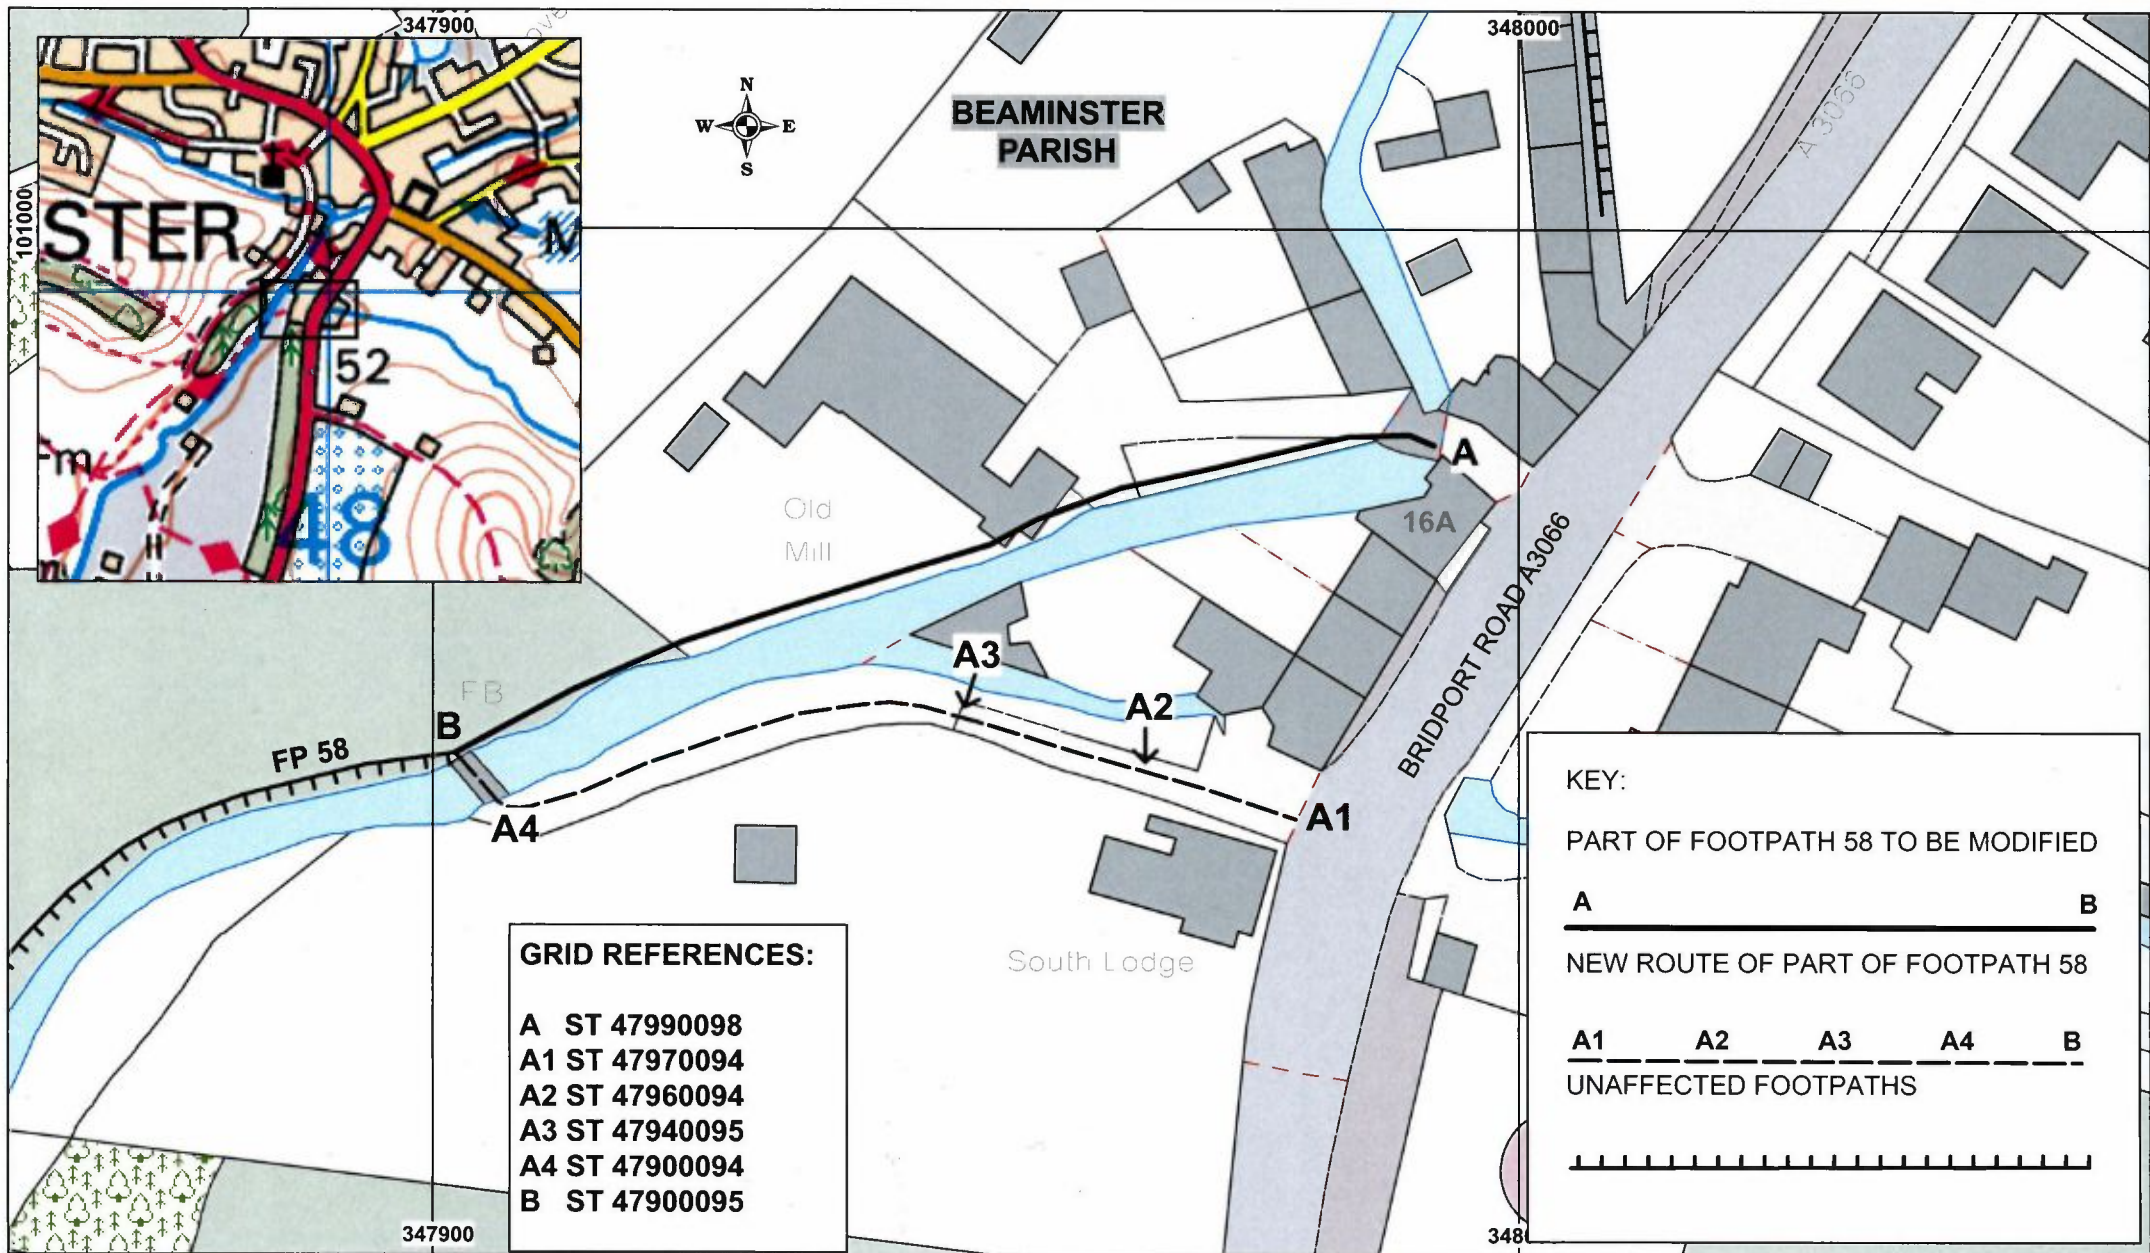 347900
348000
N
W E
S
BEAMINSTER
PARISH
A 3066
101000
STER
M
52
m
48
Old
Mill
A
16A
BRIDPORT ROAD A3066
A3
A2
A1
FB
B
FP 58
A4
South Lodge
GRID REFERENCES:
A ST 47990098
A1 ST 47970094
A2 ST 47960094
A3 ST 47940095
A4 ST 47900094
B ST 47900095
KEY:
PART OF FOOTPATH 58 TO BE MODIFIED
A B
NEW ROUTE OF PART OF FOOTPATH 58
A1 A2 A3 A4 B
UNAFFECTED FOOTPATHS
347900
348